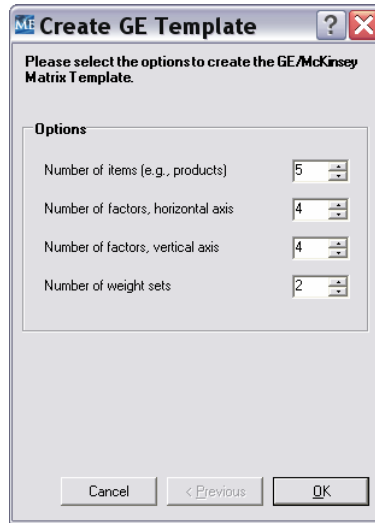 ME Create GE Template
Please select the options to create the GE/McKinsey
Matrix Template.
Options
Number of items (e.g., products) 5
Number of factors, horizontal axis 4
Number of factors, vertical axis 4
Number of weight sets 2
Cancel < Previous OK